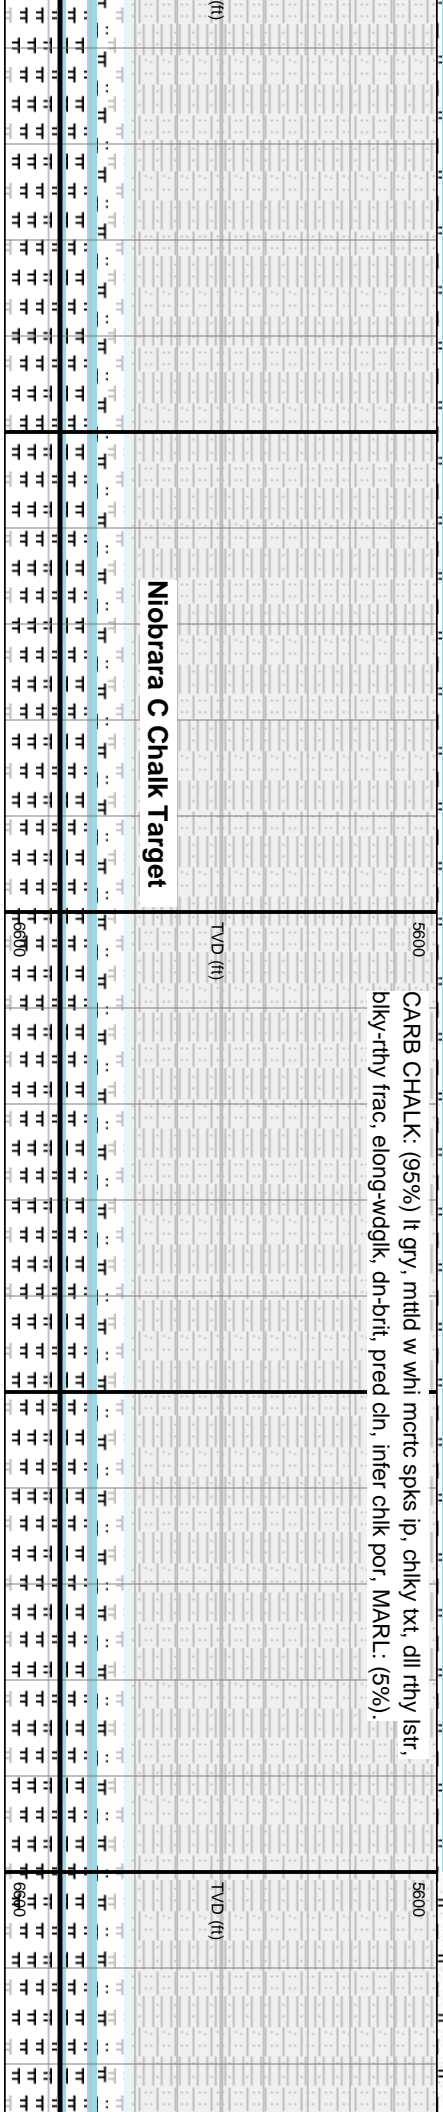 (ft)
Niobrara C Chalk Target
5600
TVD (ft)
6600
CARB CHALK: (95%) lt gry, mttld w whi mcrtc spks ip, chlky txt, dll rthy lstr,
blky-rthy frac, elong-wdglk, dn-brit, pred cln, infer chlk por, MARL: (5%).
5600
TVD (ft)
6600